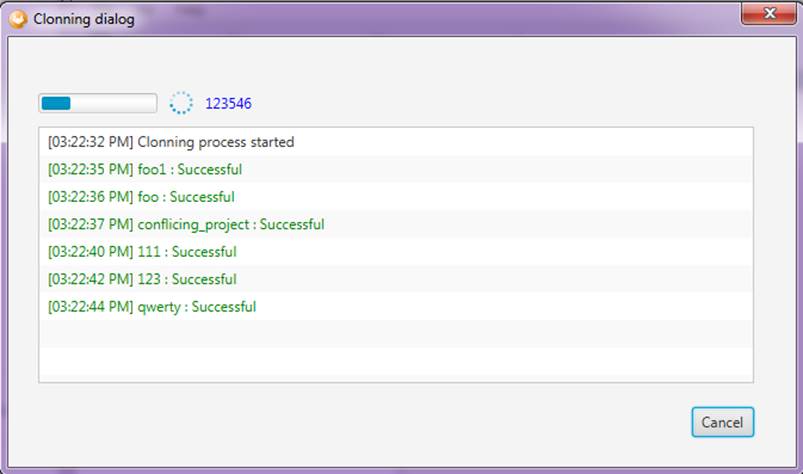 Clonning dialog
123546
[03:22:32 PM] Clonning process started
[03:22:35 PM] foo1 : Successful
[03:22:36 PM] foo : Successful
[03:22:37 PM] conflicing_project : Successful
[03:22:40 PM] 111 : Successful
[03:22:42 PM] 123 : Successful
[03:22:44 PM] qwerty : Successful
Cancel